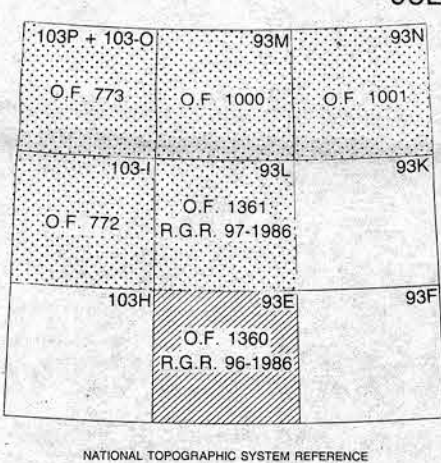 103P + 103-O 93M 93N
O.F. 773 O.F. 1000 O.F. 1001
103-I 93L 93K
O.F. 772 O.F. 1361
R.G.R. 97-1986
103H 93E 93F
O.F. 1360
R.G.R. 96-1986
NATIONAL TOPOGRAPHIC SYSTEM REFERENCE